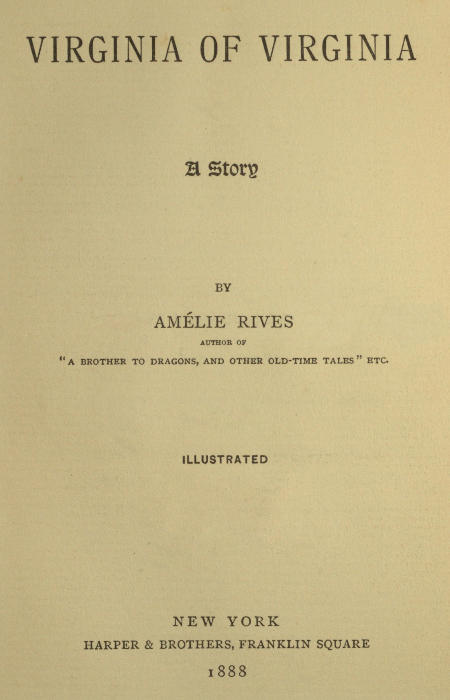 VIRGINIA OF VIRGINIA
A Story
BY
AMÉLIE RIVES
AUTHOR OF
"A BROTHER TO DRAGONS, AND OTHER OLD-TIME TALES" ETC.
ILLUSTRATED
NEW YORK
HARPER & BROTHERS, FRANKLIN SQUARE
1888